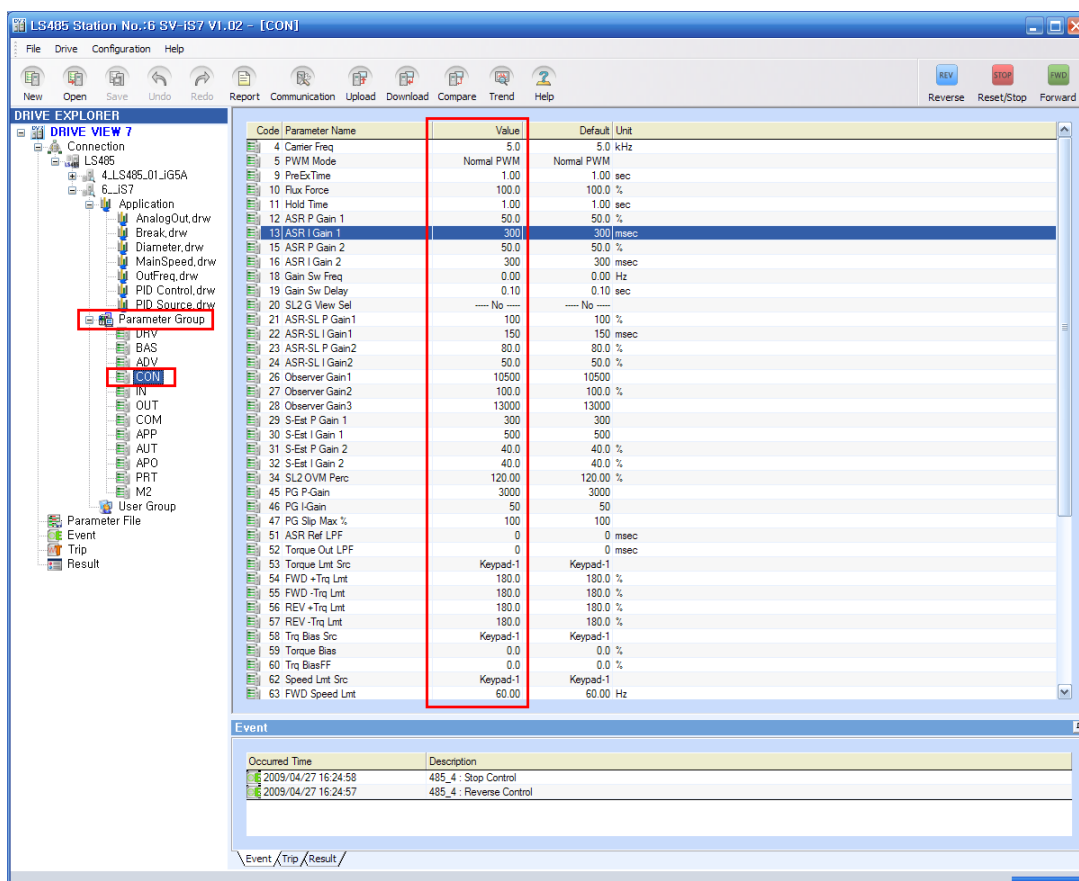 LS485 Station No.:6 SV-iS7 V1.02 - [CON]
File Drive Configuration Help
New Open Save Undo Redo Report Communication Upload Download Compare Trend Help REV Reverse STOP Reset/Stop FWD Forward
DRIVE EXPLORER
DRIVE VIEW 7
Connection
LS485
4_LS485_01_iG5A
6__iS7
Application
AnalogOut,drw
Break,drw
Diameter,drw
MainSpeed,drw
OutFreq,drw
PID Control,drw
PID Source,drw
Parameter Group
DRV
BAS
ADV
CON
IN
OUT
COM
APP
AUT
APO
PRT
M2
User Group
Parameter File
Event
Trip
Result
Code Parameter Name Value Default Unit
4 Carrier Freq 5.0 5.0 kHz
5 PWM Mode Normal PWM Normal PWM
9 PreExTime 1.00 1.00 sec
10 Flux Force 100.0 100.0 %
11 Hold Time 1.00 1.00 sec
12 ASR P Gain 1 50.0 50.0 %
13 ASR I Gain 1 300 300 msec
15 ASR P Gain 2 50.0 50.0 %
16 ASR I Gain 2 300 300 msec
18 Gain Sw Freq 0.00 0.00 Hz
19 Gain Sw Delay 0.10 0.10 sec
20 SL2 G View Sel ----- No ----- ----- No -----
21 ASR-SL P Gain1 100 100 %
22 ASR-SL I Gain1 150 150 msec
23 ASR-SL P Gain2 80.0 80.0 %
24 ASR-SL I Gain2 50.0 50.0 %
26 Observer Gain1 10500 10500
27 Observer Gain2 100.0 100.0 %
28 Observer Gain3 13000 13000
29 S-Est P Gain 1 300 300
30 S-Est I Gain 1 500 500
31 S-Est P Gain 2 40.0 40.0 %
32 S-Est I Gain 2 40.0 40.0 %
34 SL2 OVM Perc 120.00 120.00 %
45 PG P-Gain 3000 3000
46 PG I-Gain 50 50
47 PG Slip Max % 100 100
51 ASR Ref LPF 0 0 msec
52 Torque Out LPF 0 0 msec
53 Torque Lmt Src Keypad-1 Keypad-1
54 FWD +Trq Lmt 180.0 180.0 %
55 FWD -Trq Lmt 180.0 180.0 %
56 REV +Trq Lmt 180.0 180.0 %
57 REV -Trq Lmt 180.0 180.0 %
58 Trq Bias Src Keypad-1 Keypad-1
59 Torque Bias 0.0 0.0 %
60 Trq BiasFF 0.0 0.0 %
62 Speed Lmt Src Keypad-1 Keypad-1
63 FWD Speed Lmt 60.00 60.00 Hz
Event
Occurred Time Description
2009/04/27 16:24:58 485_4 : Stop Control
2009/04/27 16:24:57 485_4 : Reverse Control
Event Trip Result